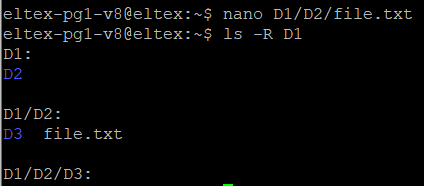 eltex-pg1-v8@eltex:~$ nano D1/D2/file.txt
eltex-pg1-v8@eltex:~$ ls -R D1
D1:
D2
D1/D2:
D3  file.txt
D1/D2/D3: